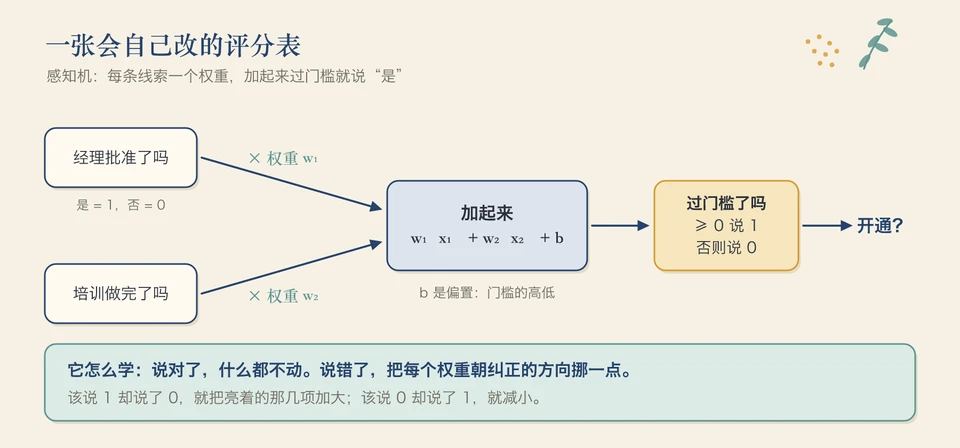 一张会自己改的评分表
感知机：每条线索一个权重，加起来过门槛就说“是”
经理批准了吗
是 = 1，否 = 0
× 权重 w₁
培训做完了吗
× 权重 w₂
加起来
w₁ x₁ + w₂ x₂ + b
b 是偏置：门槛的高低
过门槛了吗
≥ 0 说 1
否则说 0
开通？
它怎么学：说对了，什么都不动。说错了，把每个权重朝纠正的方向挪一点。
该说 1 却说了 0，就把亮着的那几项加大；该说 0 却说了 1，就减小。